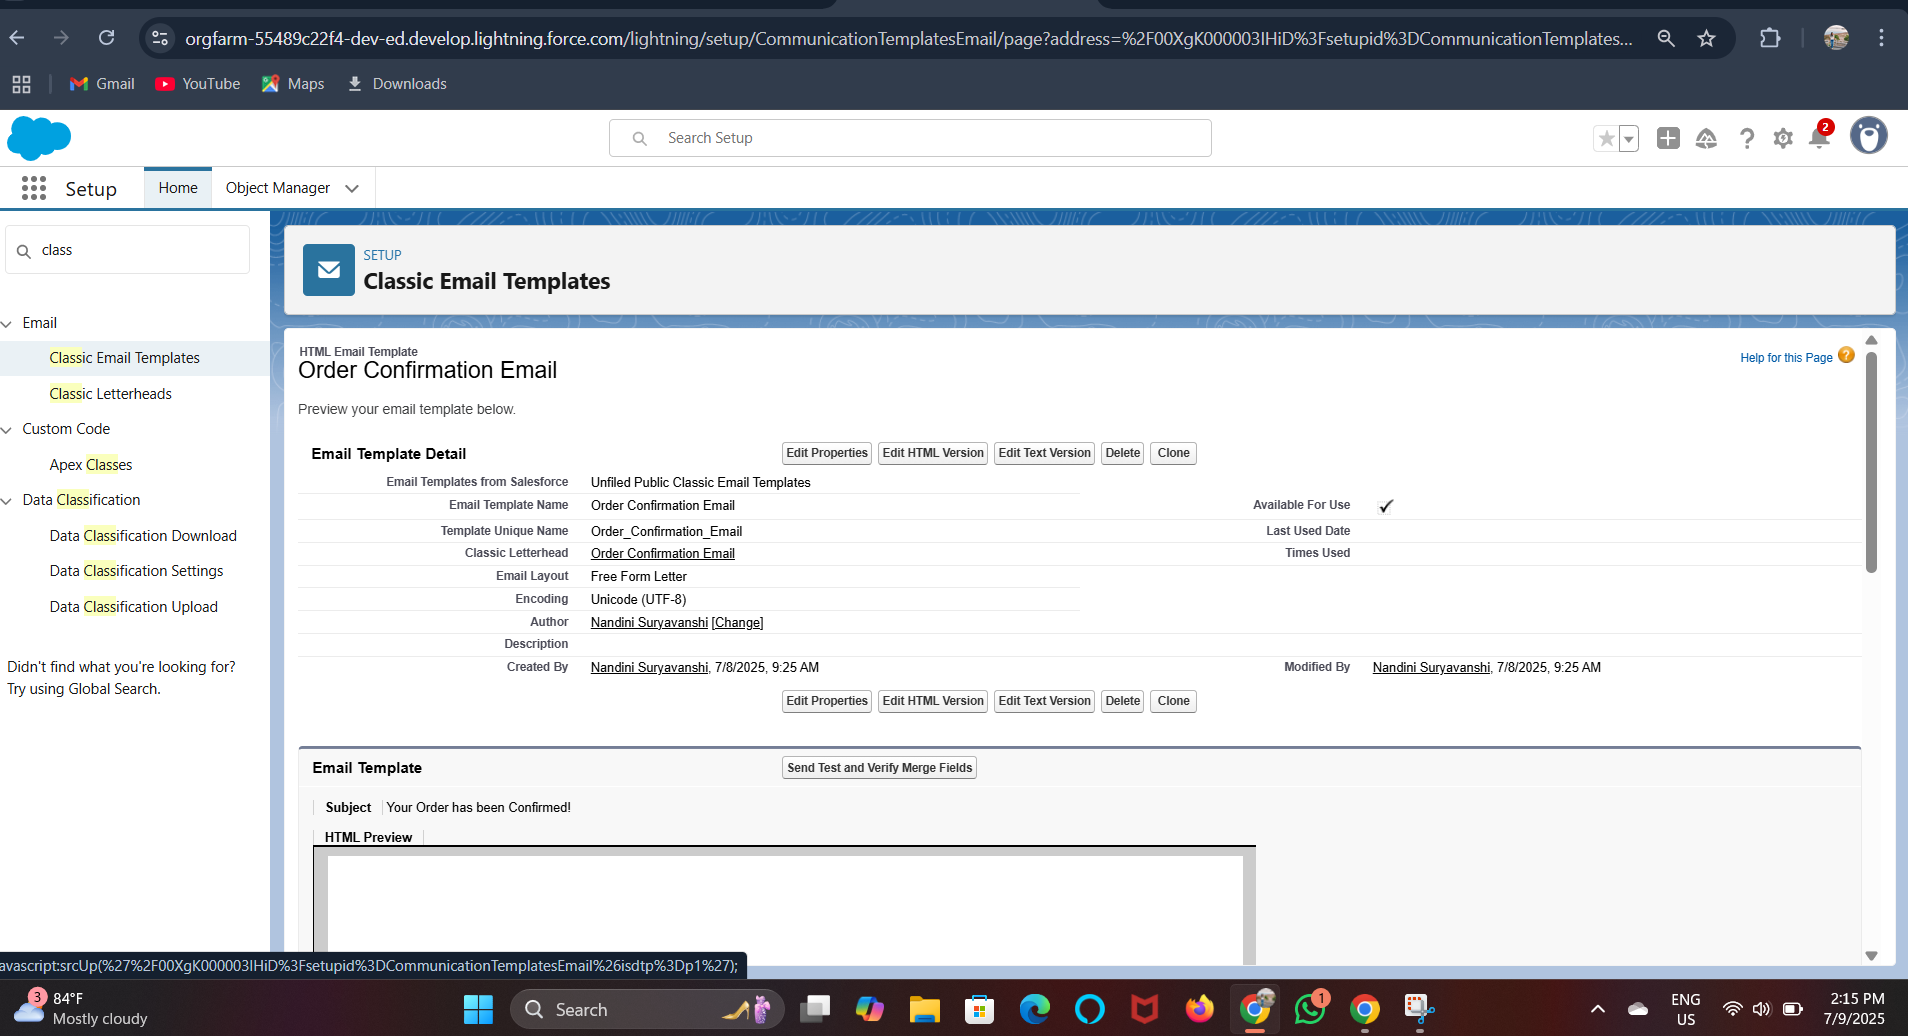 orgfarm-55489c22f4-dev-ed.develop.lightning.force.com/lightning/setup/CommunicationTemplatesEmail/page?address=%2F00XgK000003IHiD%3Fsetupid%3DCommunicationTemplates...
Gmail YouTube Maps Downloads
Search Setup
2
Setup Home Object Manager
class
SETUP
Classic Email Templates
Email
Classic Email Templates
Classic Letterheads
Custom Code
Apex Classes
Data Classification
Data Classification Download
Data Classification Settings
Data Classification Upload
Didn't find what you're looking for?
Try using Global Search.
HTML Email Template
Order Confirmation Email
Help for this Page ?
Preview your email template below.
Email Template Detail Edit Properties Edit HTML Version Edit Text Version Delete Clone
Email Templates from Salesforce Unfiled Public Classic Email Templates
Email Template Name Order Confirmation Email Available For Use
Template Unique Name Order_Confirmation_Email Last Used Date
Classic Letterhead Order Confirmation Email Times Used
Email Layout Free Form Letter
Encoding Unicode (UTF-8)
Author Nandini Suryavanshi [Change]
Description
Created By Nandini Suryavanshi, 7/8/2025, 9:25 AM Modified By Nandini Suryavanshi, 7/8/2025, 9:25 AM
Edit Properties Edit HTML Version Edit Text Version Delete Clone
Email Template Send Test and Verify Merge Fields
Subject Your Order has been Confirmed!
HTML Preview
avascript:srcUp(%27%2F00XgK000003IHiD%3Fsetupid%3DCommunicationTemplatesEmail%26isdtp%3Dp1%27);
3 84°F
Mostly cloudy
Search
1
ENG
US
2:15 PM
7/9/2025